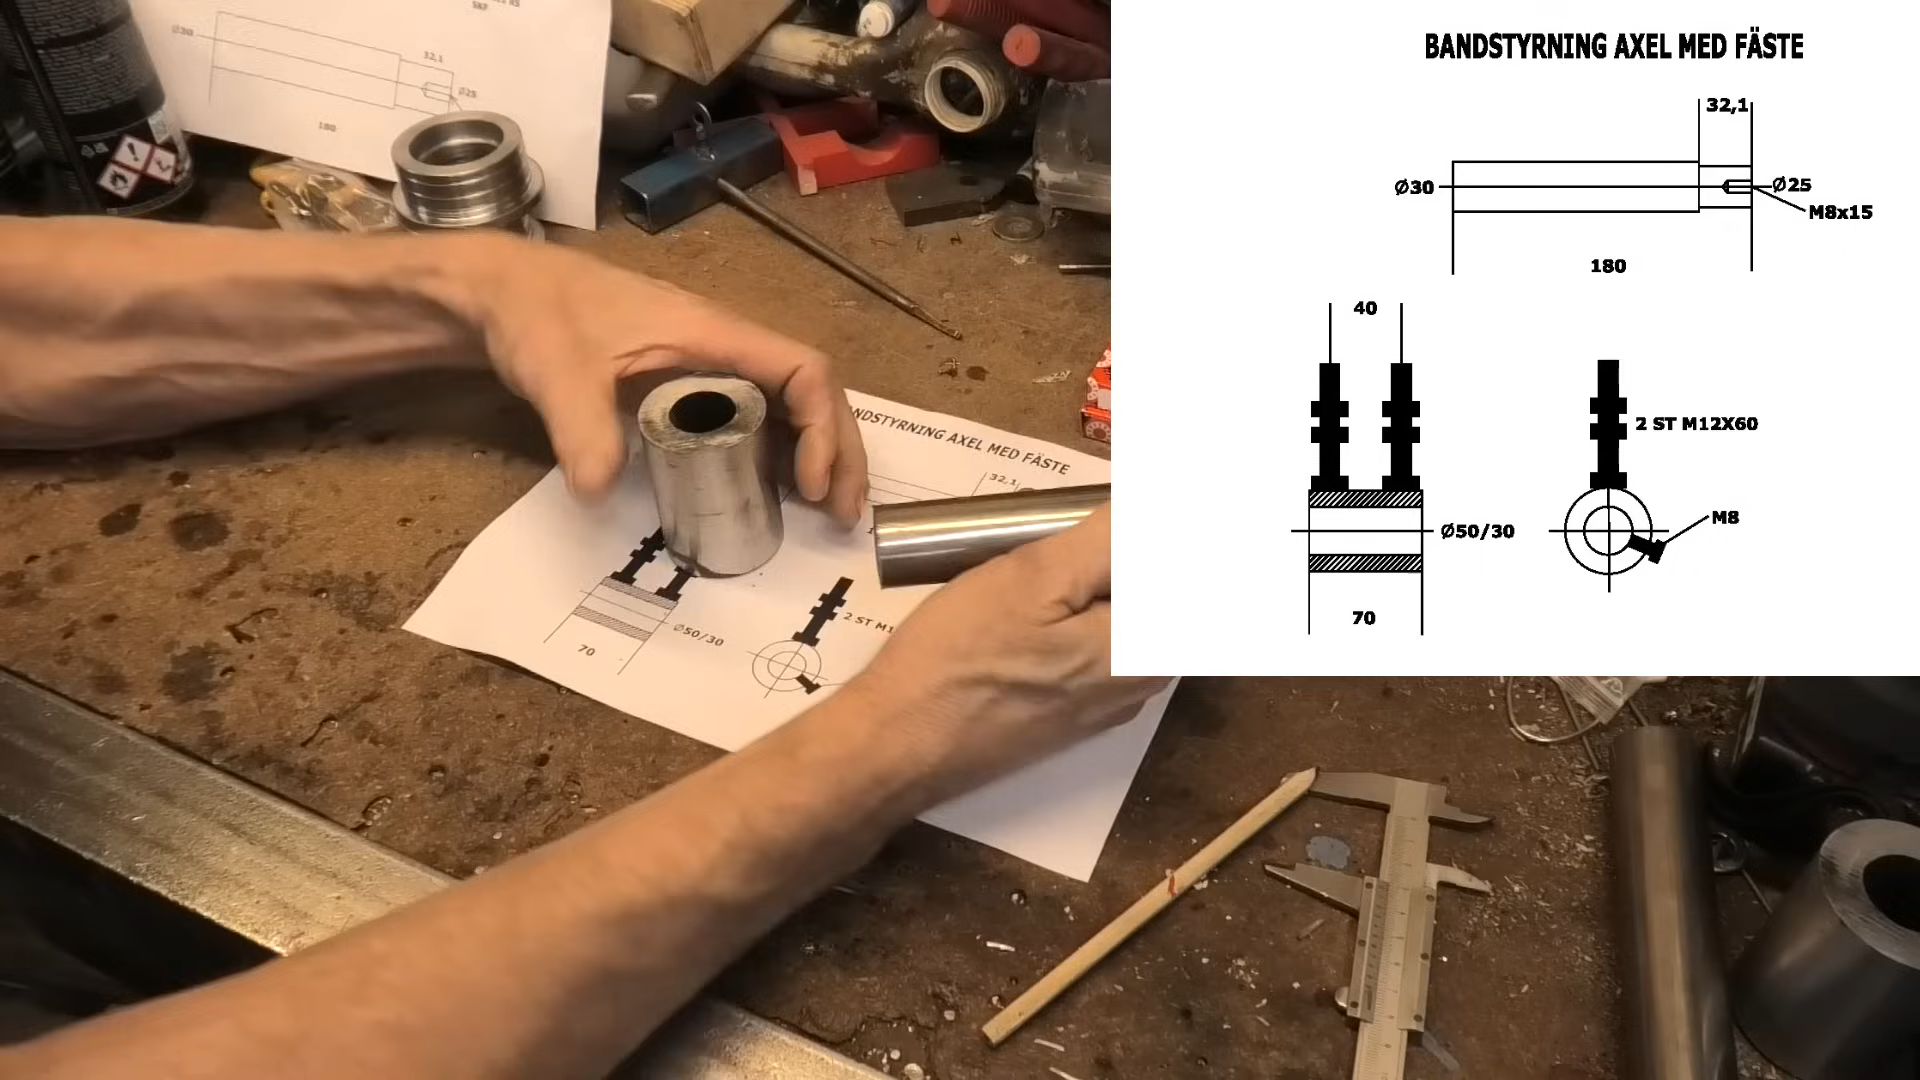 SKF
Ø30
32,1
Ø25
180
BANDSTYRNING AXEL MED FÄSTE
32,1
Ø30
Ø25
M8x15
180
40
2 ST M12X60
M8
Ø50/30
70
ANDSTYRNING AXEL MED FÄSTE
32,1
2 ST M1
Ø50/30
70